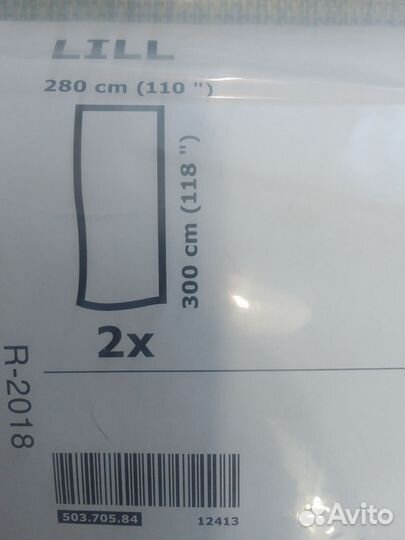 LILL
280 cm (110 ")
300 cm (118 ")
2x
R-2018
503.705.84
12413
Avito